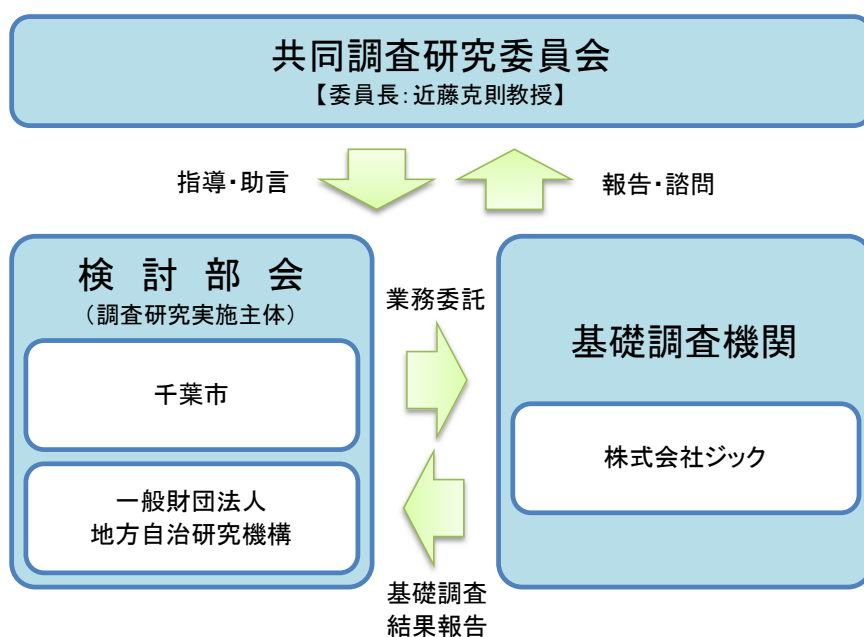 共同調査研究委員会
【委員長：近藤克則教授】
指導・助言
報告・諮問
検討部会
（調査研究実施主体）
千葉市
一般財団法人
地方自治研究機構
業務委託
基礎調査
結果報告
基礎調査機関
株式会社ジック